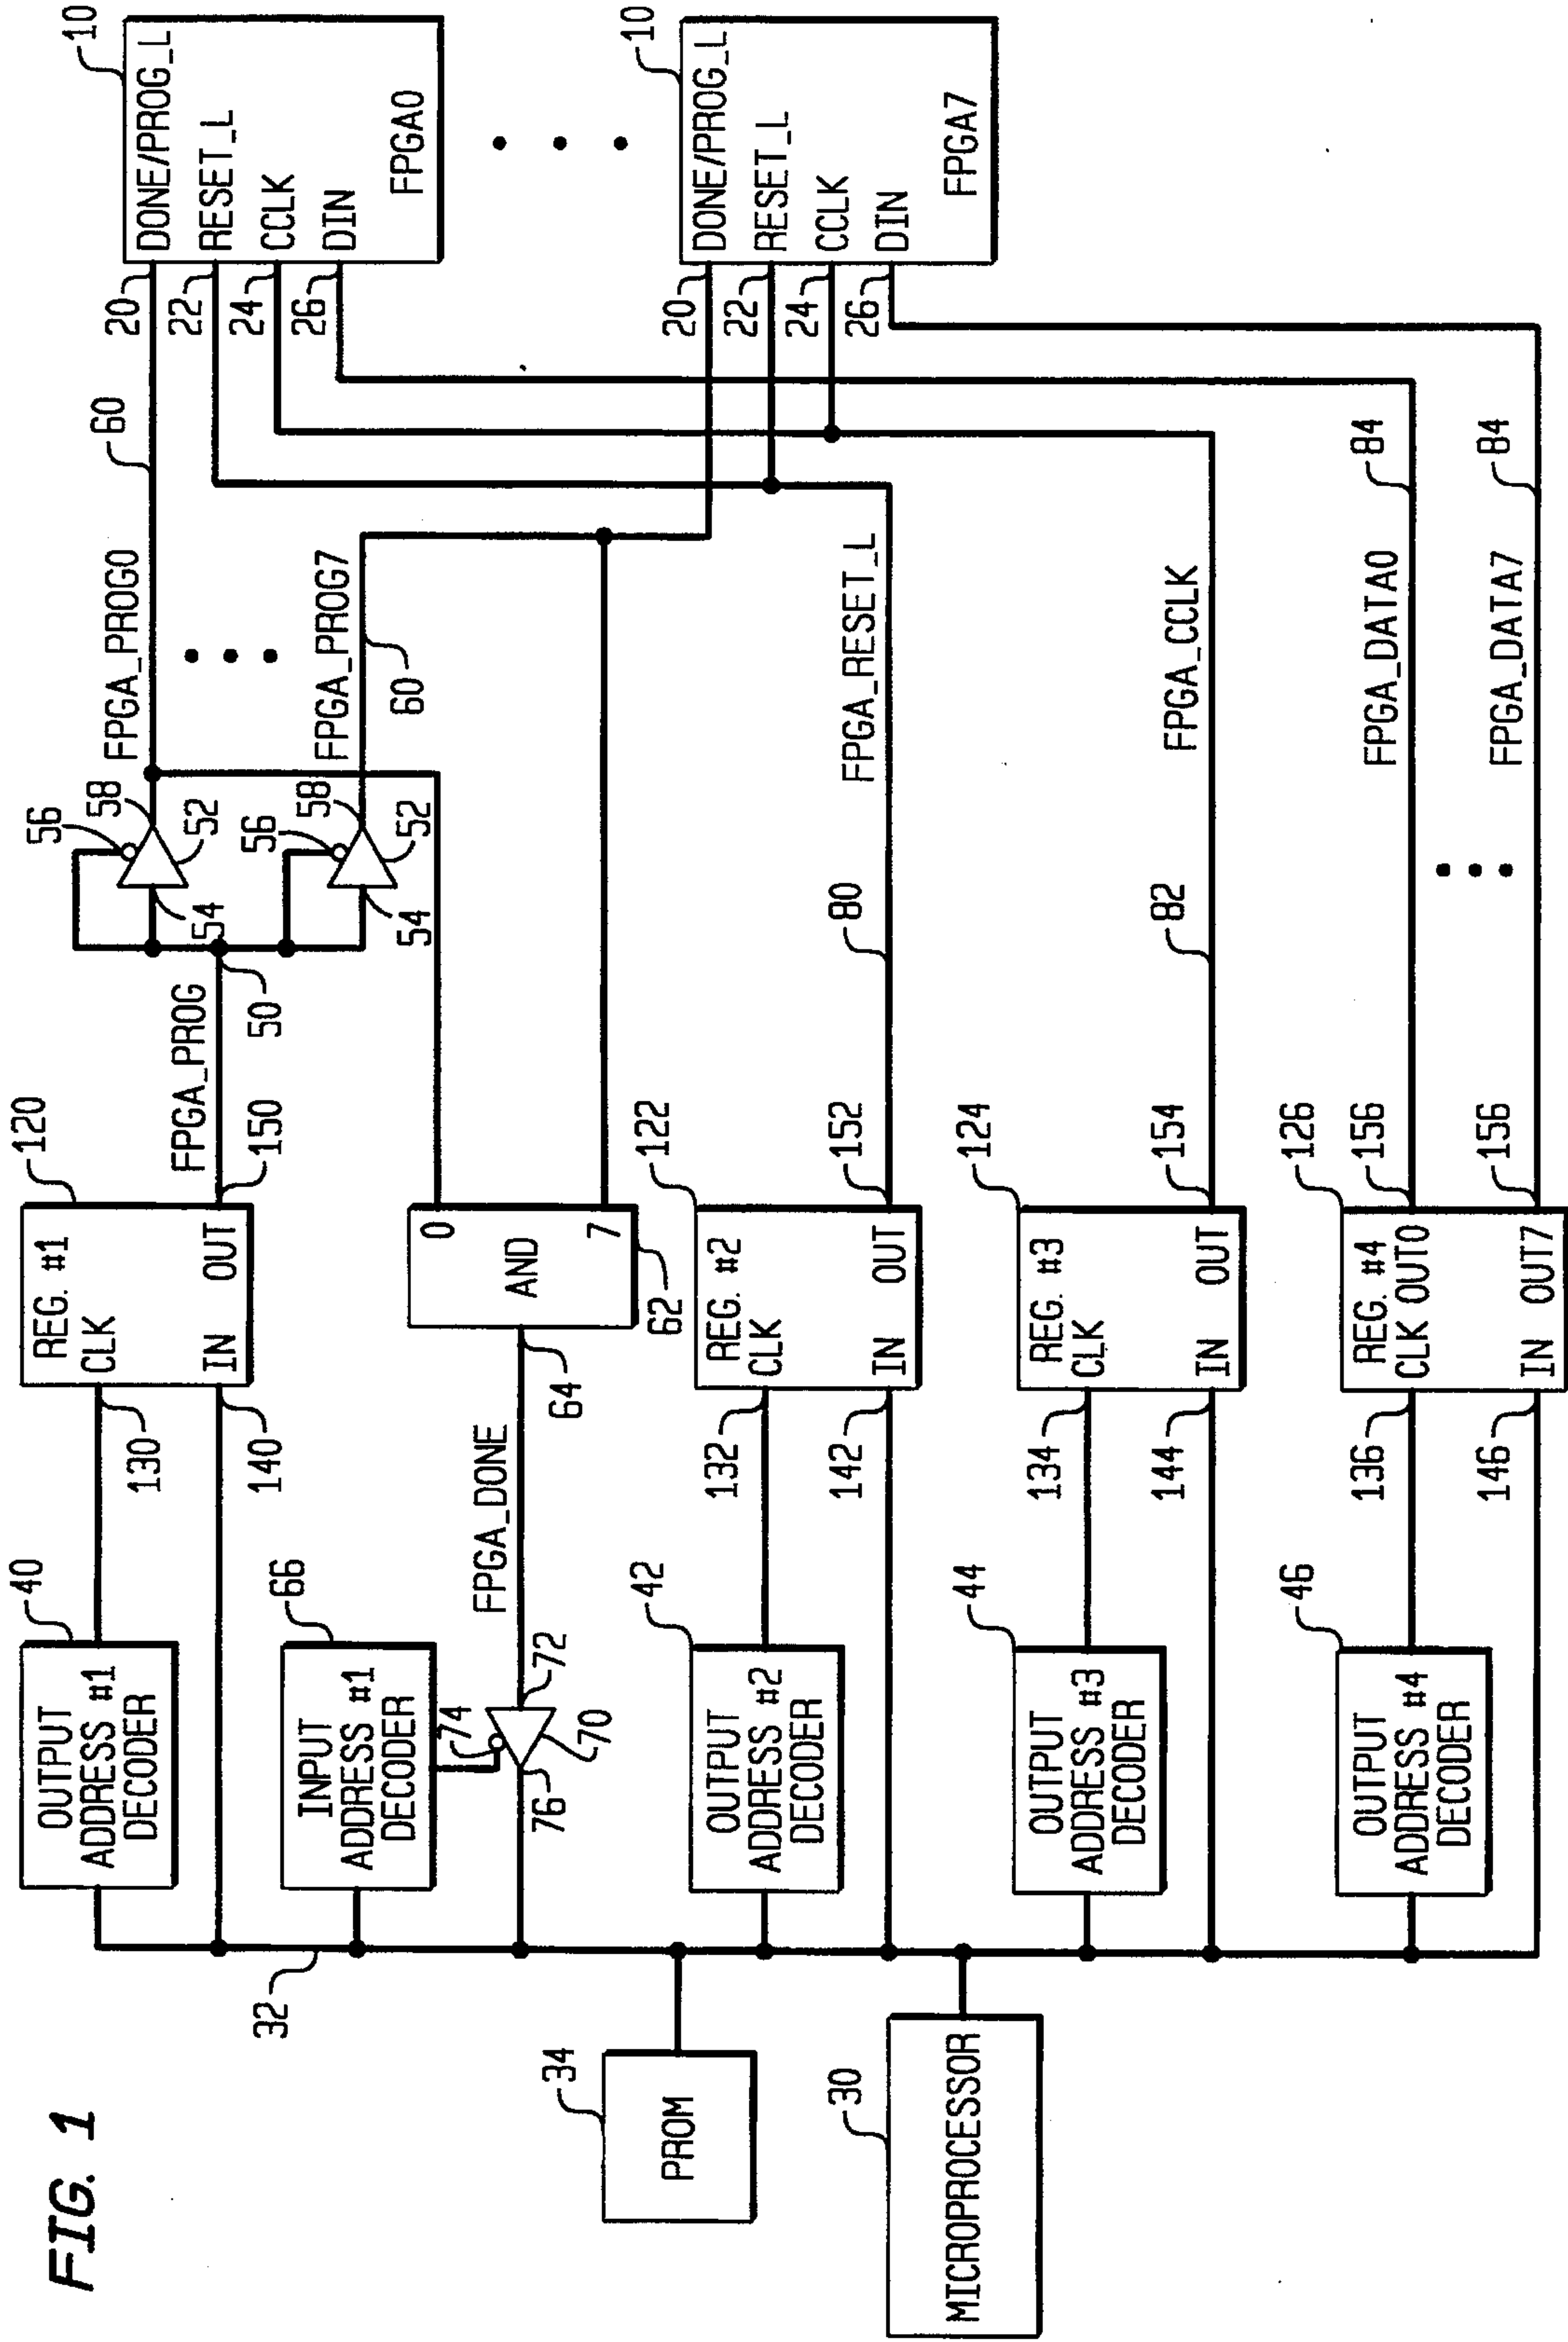 FIG. 1
10
DONE/PROG_L
RESET_L
CCLK
DIN
FPGA0
20
22
24
26
10
DONE/PROG_L
RESET_L
CCLK
DIN
FPGA7
20
22
24
26
60
FPGA_PROG0
FPGA_PROG7
60
56
58
52
54
56
58
52
54
50
FPGA_PROG
150
120
REG. #1
CLK
IN OUT
130
140
40
OUTPUT
ADDRESS #1
DECODER
66
INPUT
ADDRESS #1
DECODER
74
72
70
76
FPGA_DONE
64
0
AND
7
62
32
34
PROM
30
MICROPROCESSOR
42
OUTPUT
ADDRESS #2
DECODER
132
142
122
REG. #2
CLK
IN OUT
152
80
FPGA_RESET_L
44
OUTPUT
ADDRESS #3
DECODER
134
144
124
REG. #3
CLK
IN OUT
154
82
FPGA_CCLK
46
OUTPUT
ADDRESS #4
DECODER
136
146
126
REG. #4
CLK OUT0
IN OUT7
156
156
FPGA_DATA0
84
FPGA_DATA7
84